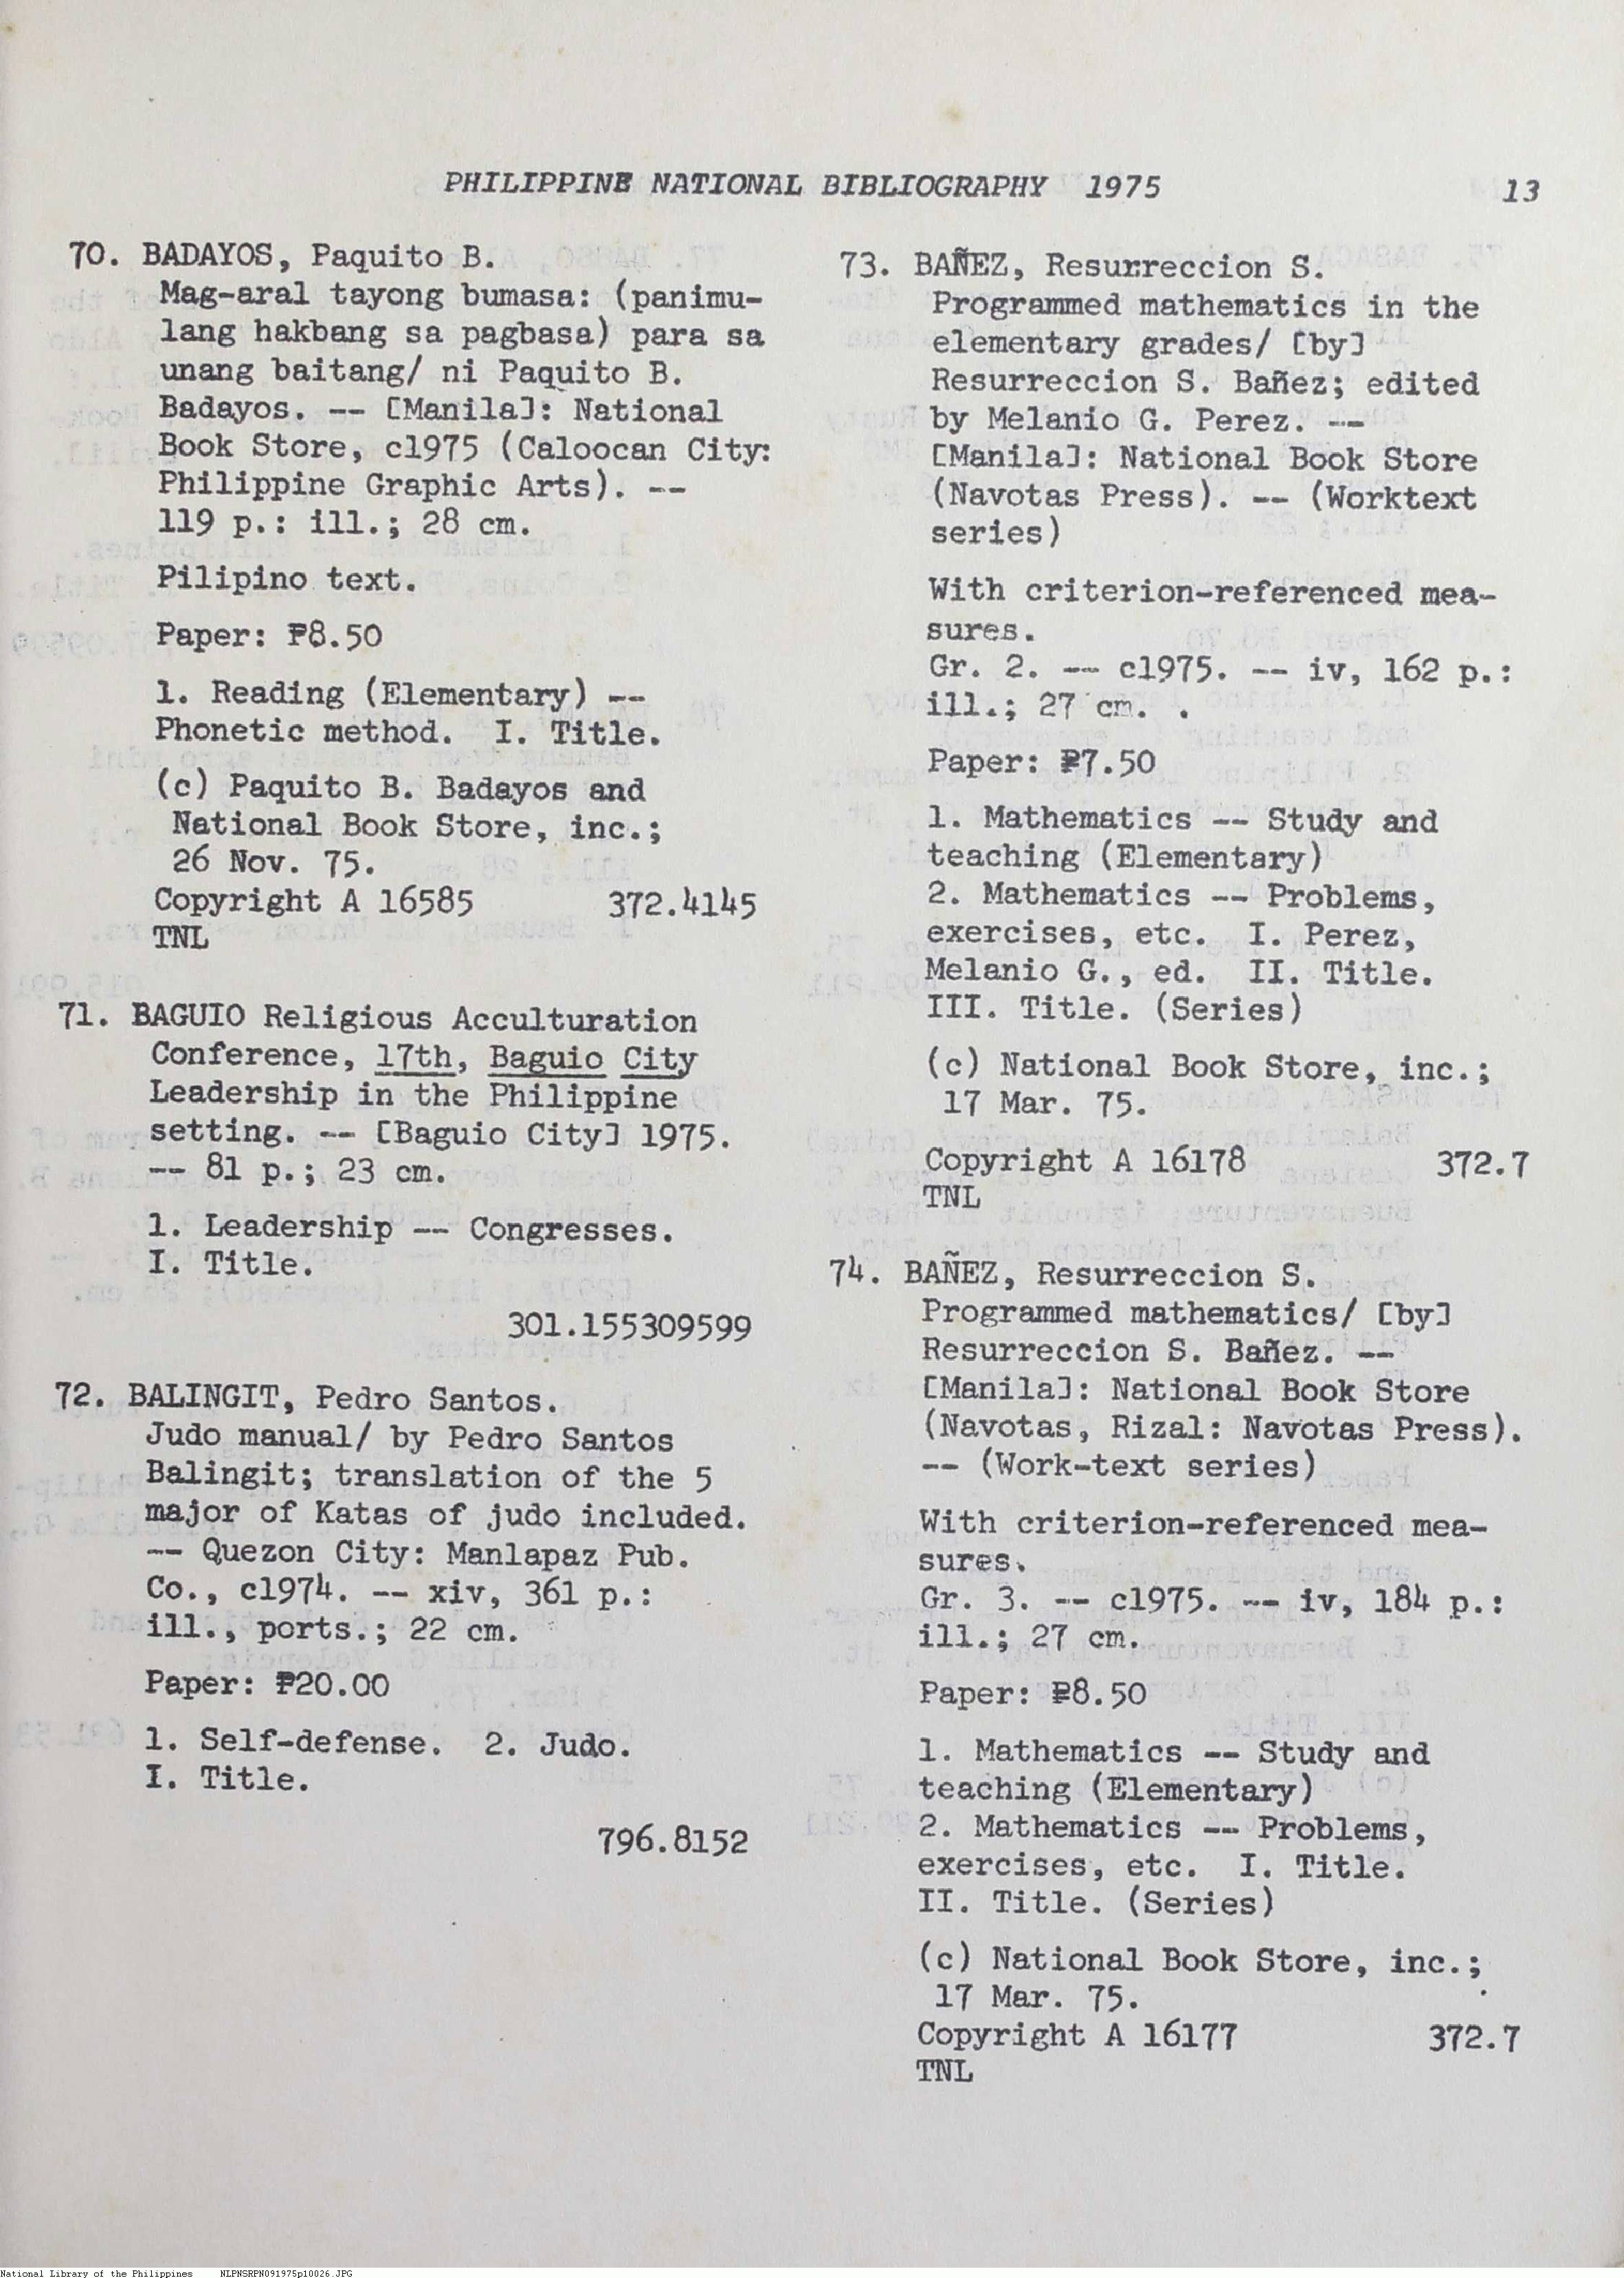 PHILIPPINE NATIONAL BIBLIOGRAPHY 1975
13
70. BADAYOS, Paquito B.
Mag-aral tayong bumasa: (panimu-
lang hakbang sa pagbasa) para sa
unang baitang/ ni Paquito B.
Badayos. -- [Manila]: National
Book Store, c1975 (Caloocan City:
Philippine Graphic Arts). --
119 p.: ill.; 28 cm.
Pilipino text.
Paper: ₱8.50
1. Reading (Elementary) --
Phonetic method. I. Title.
(c) Paquito B. Badayos and
National Book Store, inc.;
26 Nov. 75.
Copyright A 16585 372.4145
TNL
71. BAGUIO Religious Acculturation
Conference, 17th, Baguio City
Leadership in the Philippine
setting. -- [Baguio City] 1975.
-- 81 p.; 23 cm.
1. Leadership -- Congresses.
I. Title.
301.155309599
72. BALINGIT, Pedro Santos.
Judo manual/ by Pedro Santos
Balingit; translation of the 5
major of Katas of judo included.
-- Quezon City: Manlapaz Pub.
Co., c1974. -- xiv, 361 p.:
ill., ports.; 22 cm.
Paper: ₱20.00
1. Self-defense. 2. Judo.
I. Title.
796.8152
73. BAÑEZ, Resurreccion S.
Programmed mathematics in the
elementary grades/ [by]
Resurreccion S. Bañez; edited
by Melanio G. Perez. --
[Manila]: National Book Store
(Navotas Press). -- (Worktext
series)
With criterion-referenced mea-
sures.
Gr. 2. -- c1975. -- iv, 162 p.:
ill.; 27 cm. .
Paper: ₱7.50
1. Mathematics -- Study and
teaching (Elementary)
2. Mathematics -- Problems,
exercises, etc. I. Perez,
Melanio G., ed. II. Title.
III. Title. (Series)
(c) National Book Store, inc.;
17 Mar. 75.
Copyright A 16178 372.7
TNL
74. BAÑEZ, Resurreccion S.
Programmed mathematics/ [by]
Resurreccion S. Bañez. --
[Manila]: National Book Store
(Navotas, Rizal: Navotas Press).
-- (Work-text series)
With criterion-referenced mea-
sures.
Gr. 3. -- c1975. -- iv, 184 p.:
ill.; 27 cm.
Paper: ₱8.50
1. Mathematics -- Study and
teaching (Elementary)
2. Mathematics -- Problems,
exercises, etc. I. Title.
II. Title. (Series)
(c) National Book Store, inc.;
17 Mar. 75.
Copyright A 16177 372.7
TNL
National Library of the Philippines NLPNSRPN091975p10026.JPG